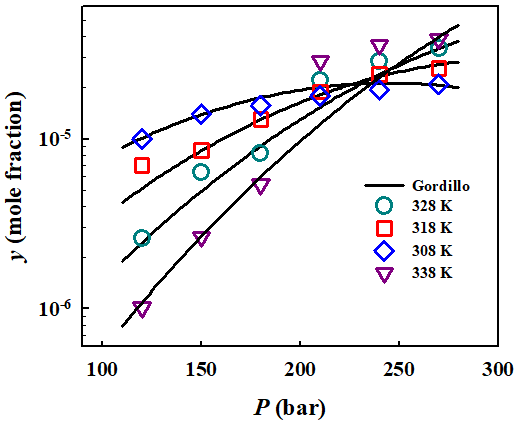 y (mole fraction)
10-5
10-6
Gordillo
328 K
318 K
308 K
338 K
100 150 200 250 300
P (bar)